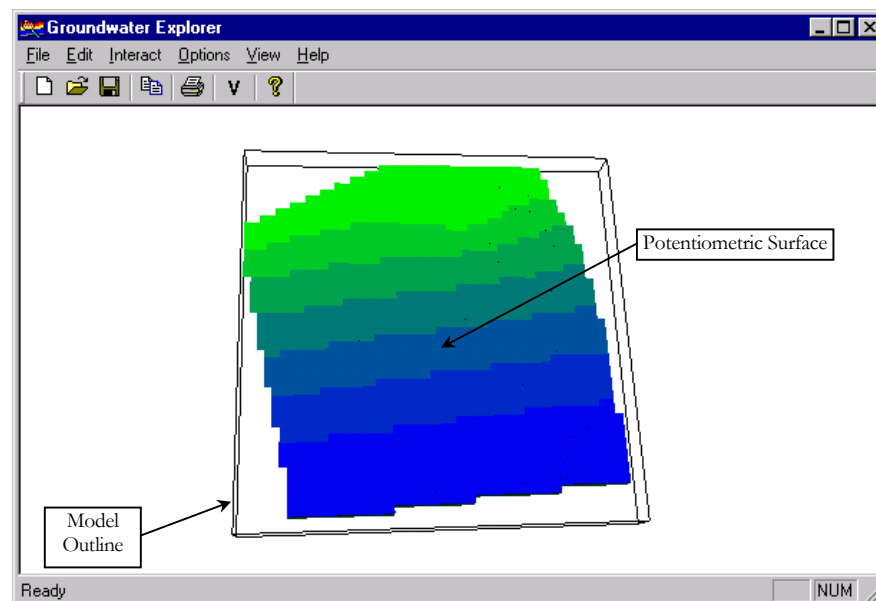 Groundwater Explorer
File Edit Interact Options View Help
V ?
Potentiometric Surface
Model
Outline
Ready
NUM